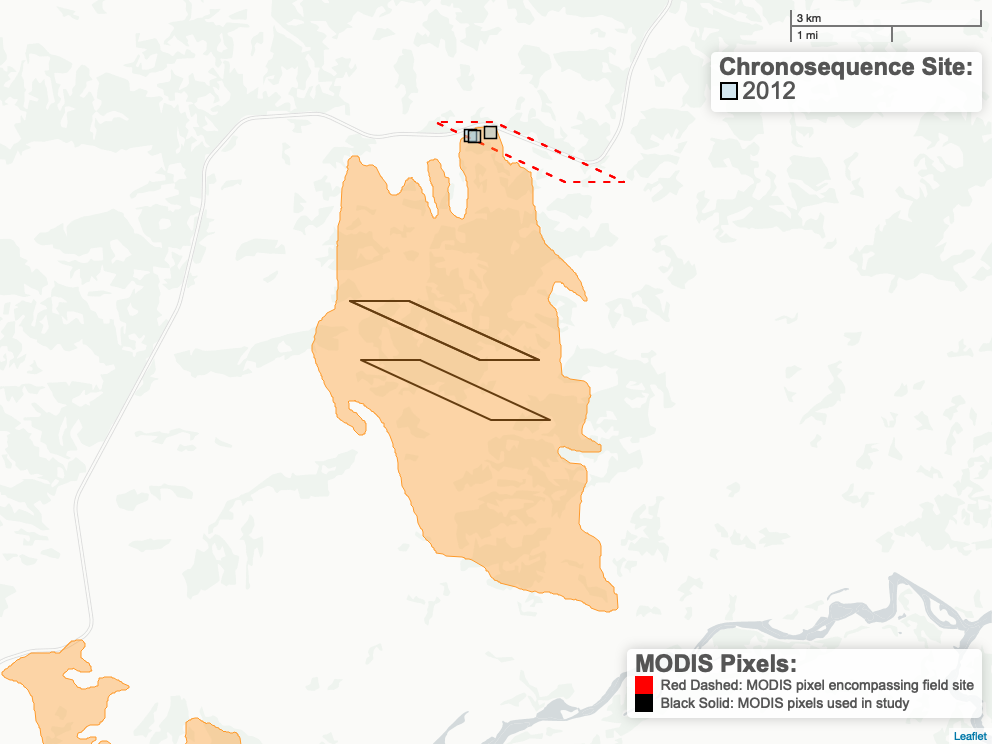 3 km
1 mi
Chronosequence Site:
2012
MODIS Pixels:
Red Dashed: MODIS pixel encompassing field site
Black Solid: MODIS pixels used in study
Leaflet